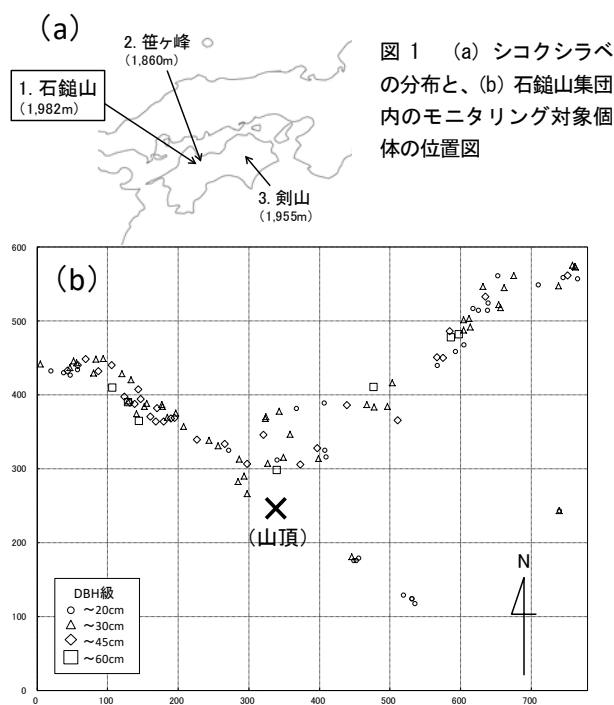 (a)
2. 笹ヶ峰
(1,860m)
1. 石鎚山
(1,982m)
3. 剣山
(1,955m)
図 1 (a) シコクシラベ
の分布と、(b) 石鎚山集団
内のモニタリング対象個
体の位置図
(b)
600
500
400
300
200
100
0
(山頂)
N
DBH級
～20cm
～30cm
～45cm
～60cm
0 100 200 300 400 500 600 700